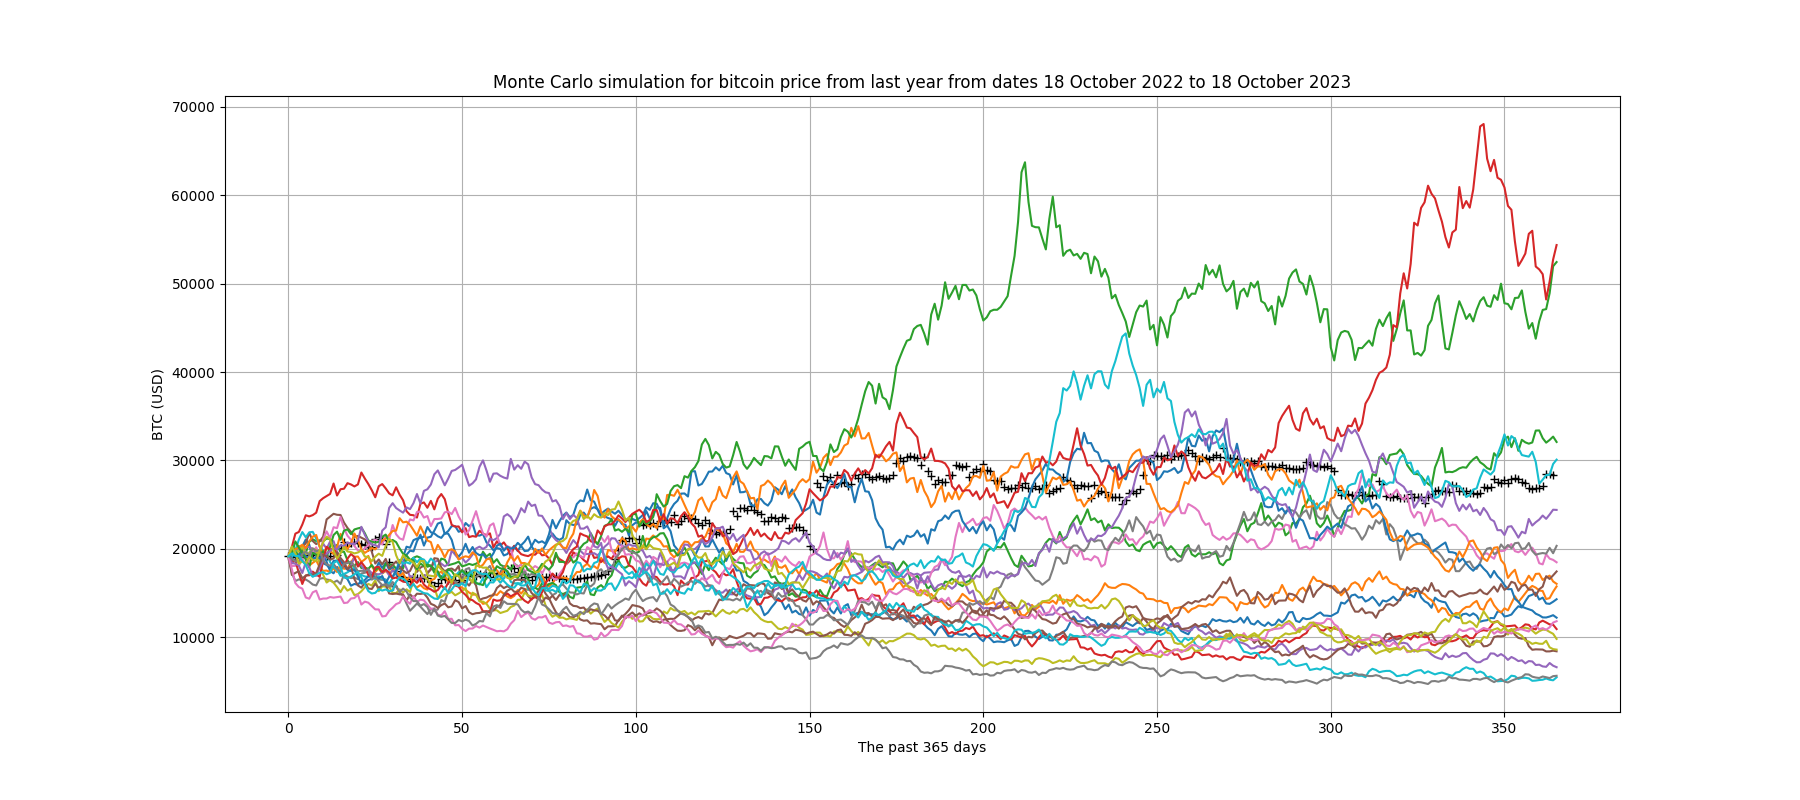 Monte Carlo simulation for bitcoin price from last year from dates 18 October 2022 to 18 October 2023
70000
60000
50000
40000
30000
20000
10000
BTC (USD)
0 50 100 150 200 250 300 350
The past 365 days